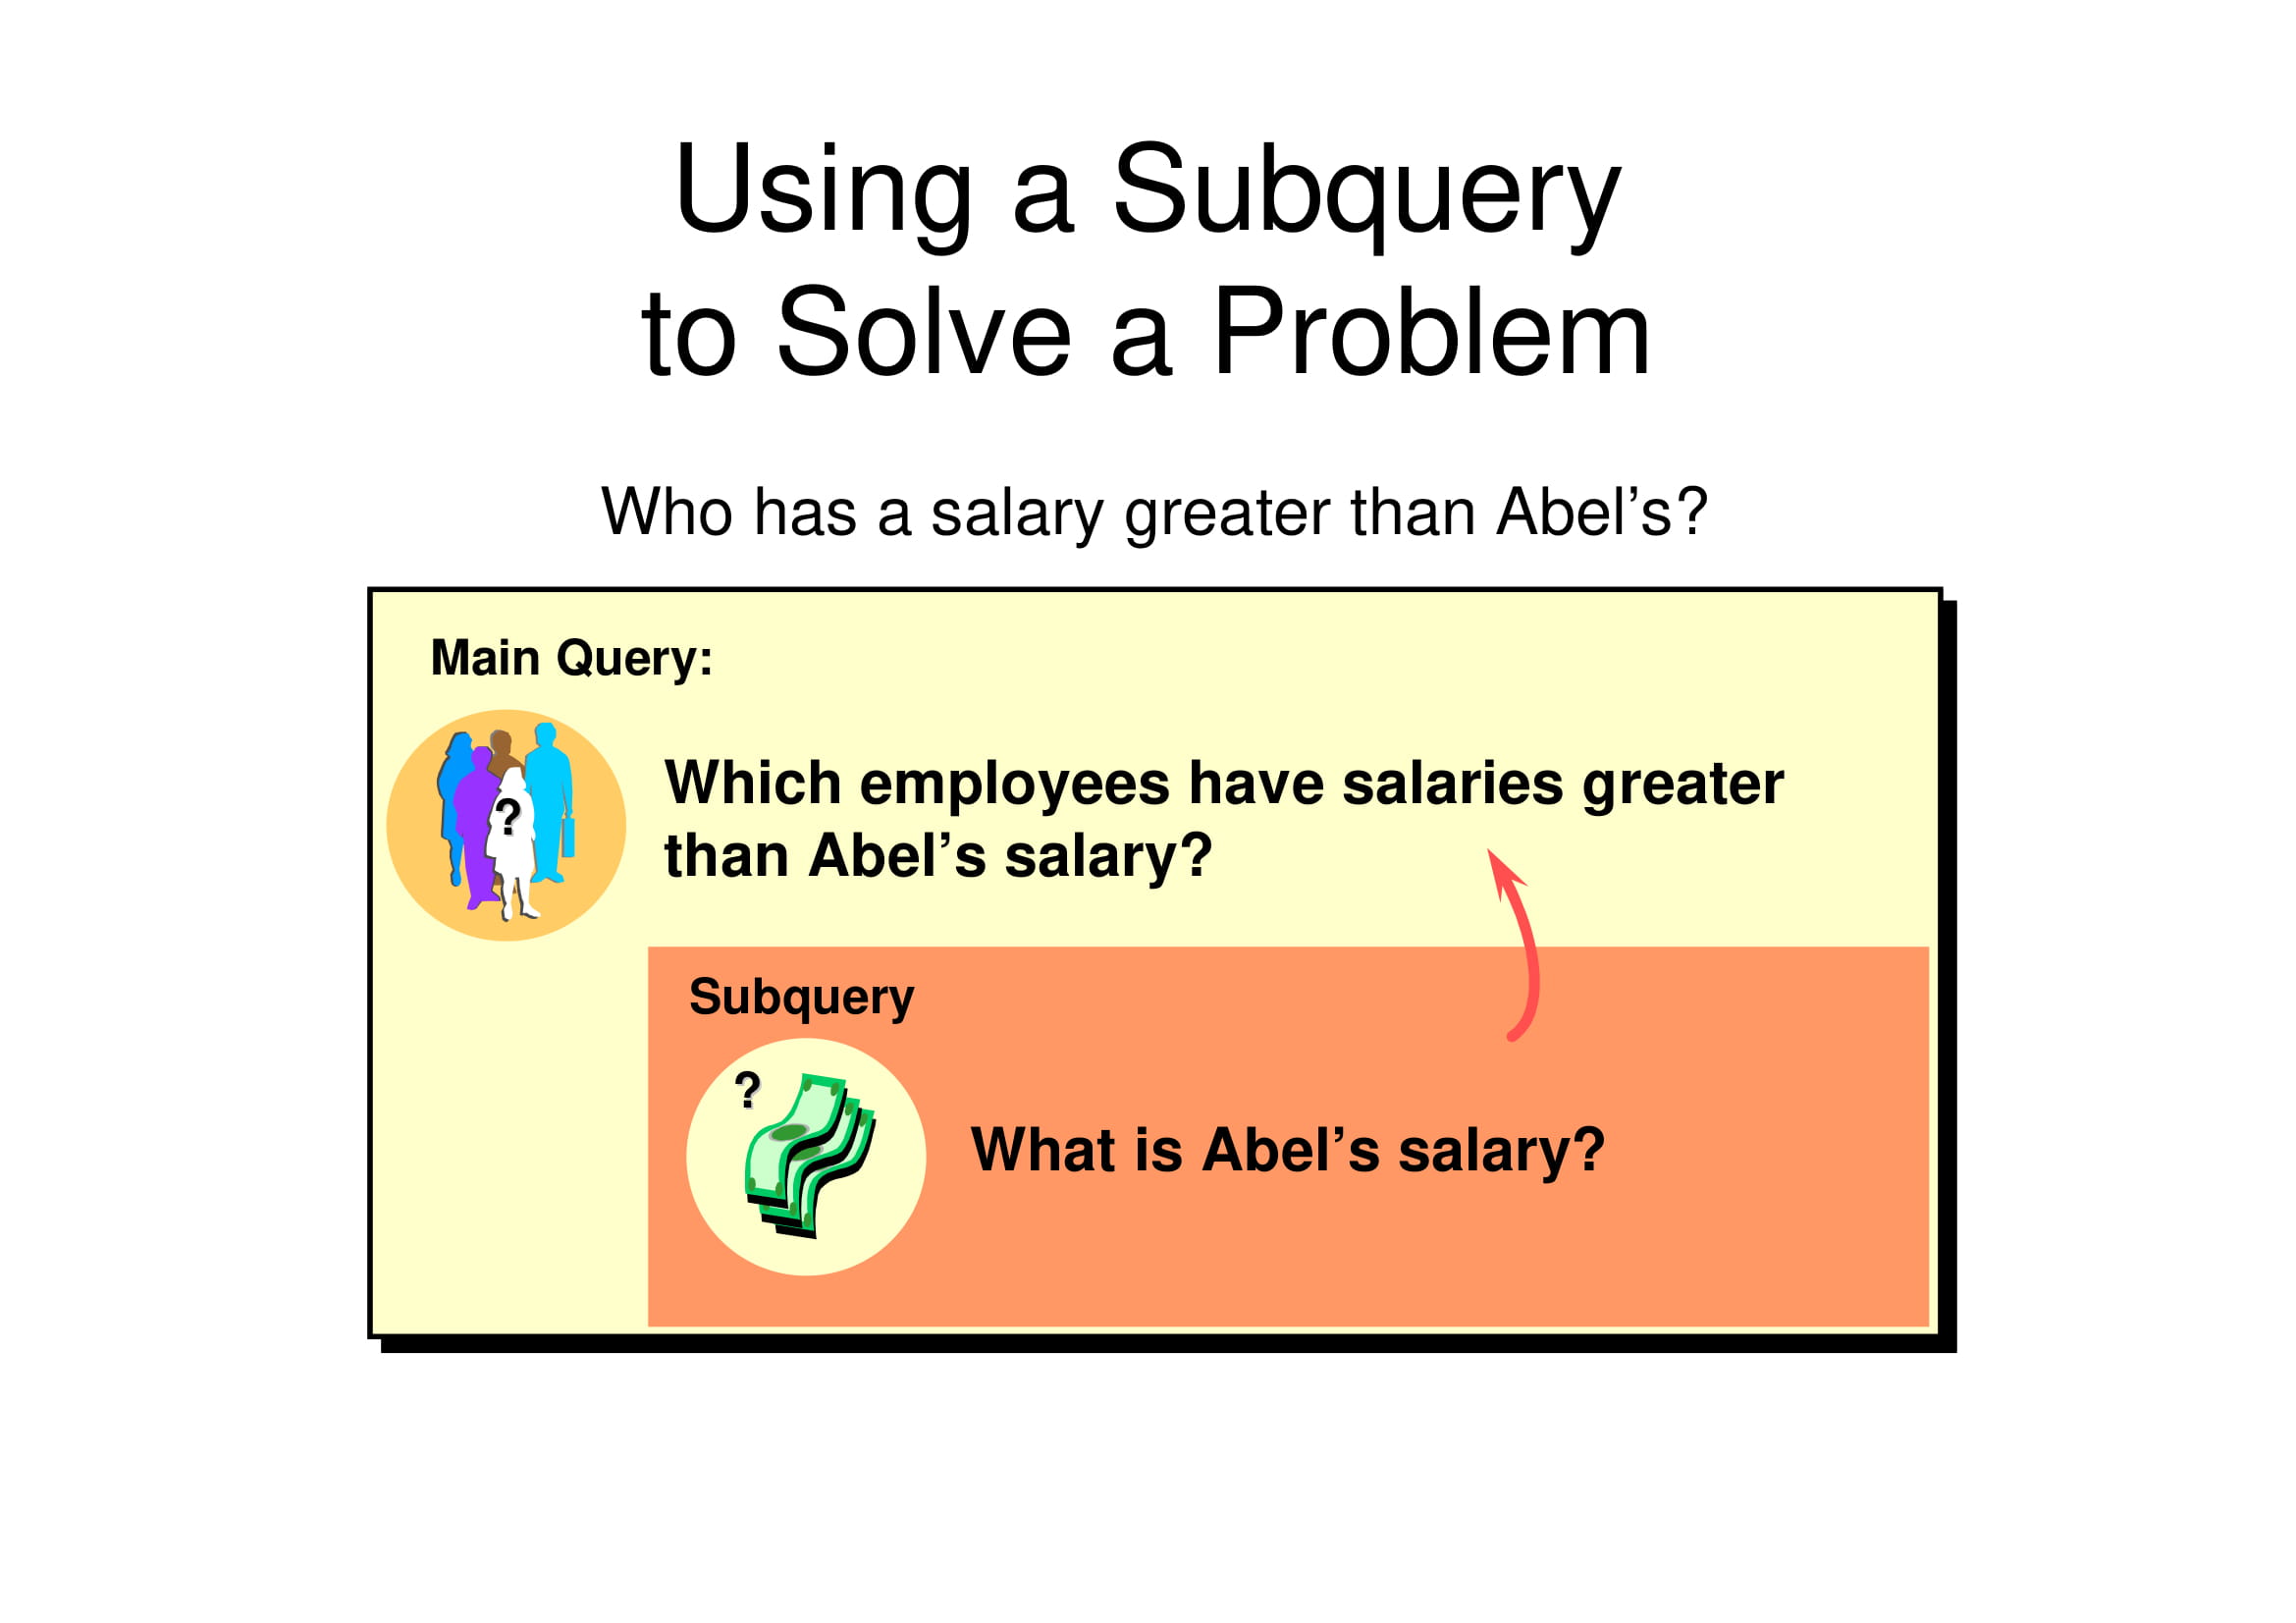 Using a Subquery
to Solve a Problem
Who has a salary greater than Abel’s?
Main Query:
?
Which employees have salaries greater
than Abel’s salary?
Subquery
?
What is Abel’s salary?